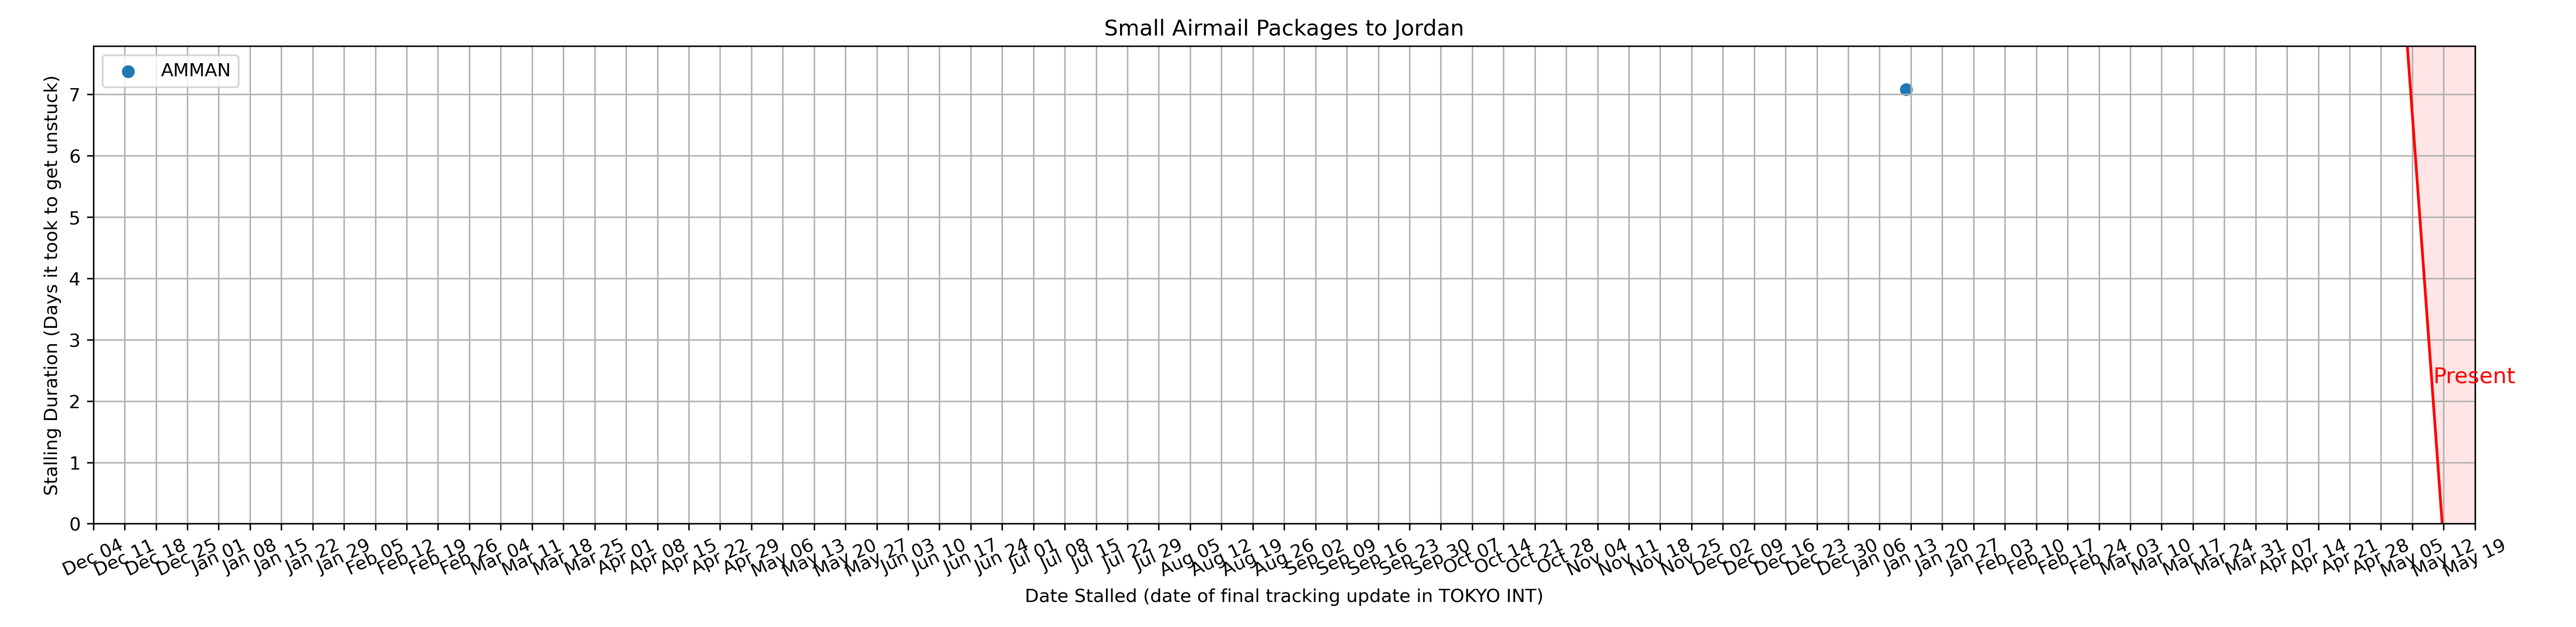 Small Airmail Packages to Jordan
AMMAN
Stalling Duration (Days it took to get unstuck)
7
6
5
4
3
2
1
0
Present
Dec 04
Dec 11
Dec 18
Dec 25
Jan 01
Jan 08
Jan 15
Jan 22
Jan 29
Feb 05
Feb 12
Feb 19
Feb 26
Mar 04
Mar 11
Mar 18
Mar 25
Apr 01
Apr 08
Apr 15
Apr 22
Apr 29
May 06
May 13
May 20
May 27
Jun 03
Jun 10
Jun 17
Jun 24
Jul 01
Jul 08
Jul 15
Jul 22
Jul 29
Aug 05
Aug 12
Aug 19
Aug 26
Sep 02
Sep 09
Sep 16
Sep 23
Sep 30
Oct 07
Oct 14
Oct 21
Oct 28
Nov 04
Nov 11
Nov 18
Nov 25
Dec 02
Dec 09
Dec 16
Dec 23
Dec 30
Jan 06
Jan 13
Jan 20
Jan 27
Feb 03
Feb 10
Feb 17
Feb 24
Mar 03
Mar 10
Mar 17
Mar 24
Mar 31
Apr 07
Apr 14
Apr 21
Apr 28
May 05
May 12
May 19
Date Stalled (date of final tracking update in TOKYO INT)